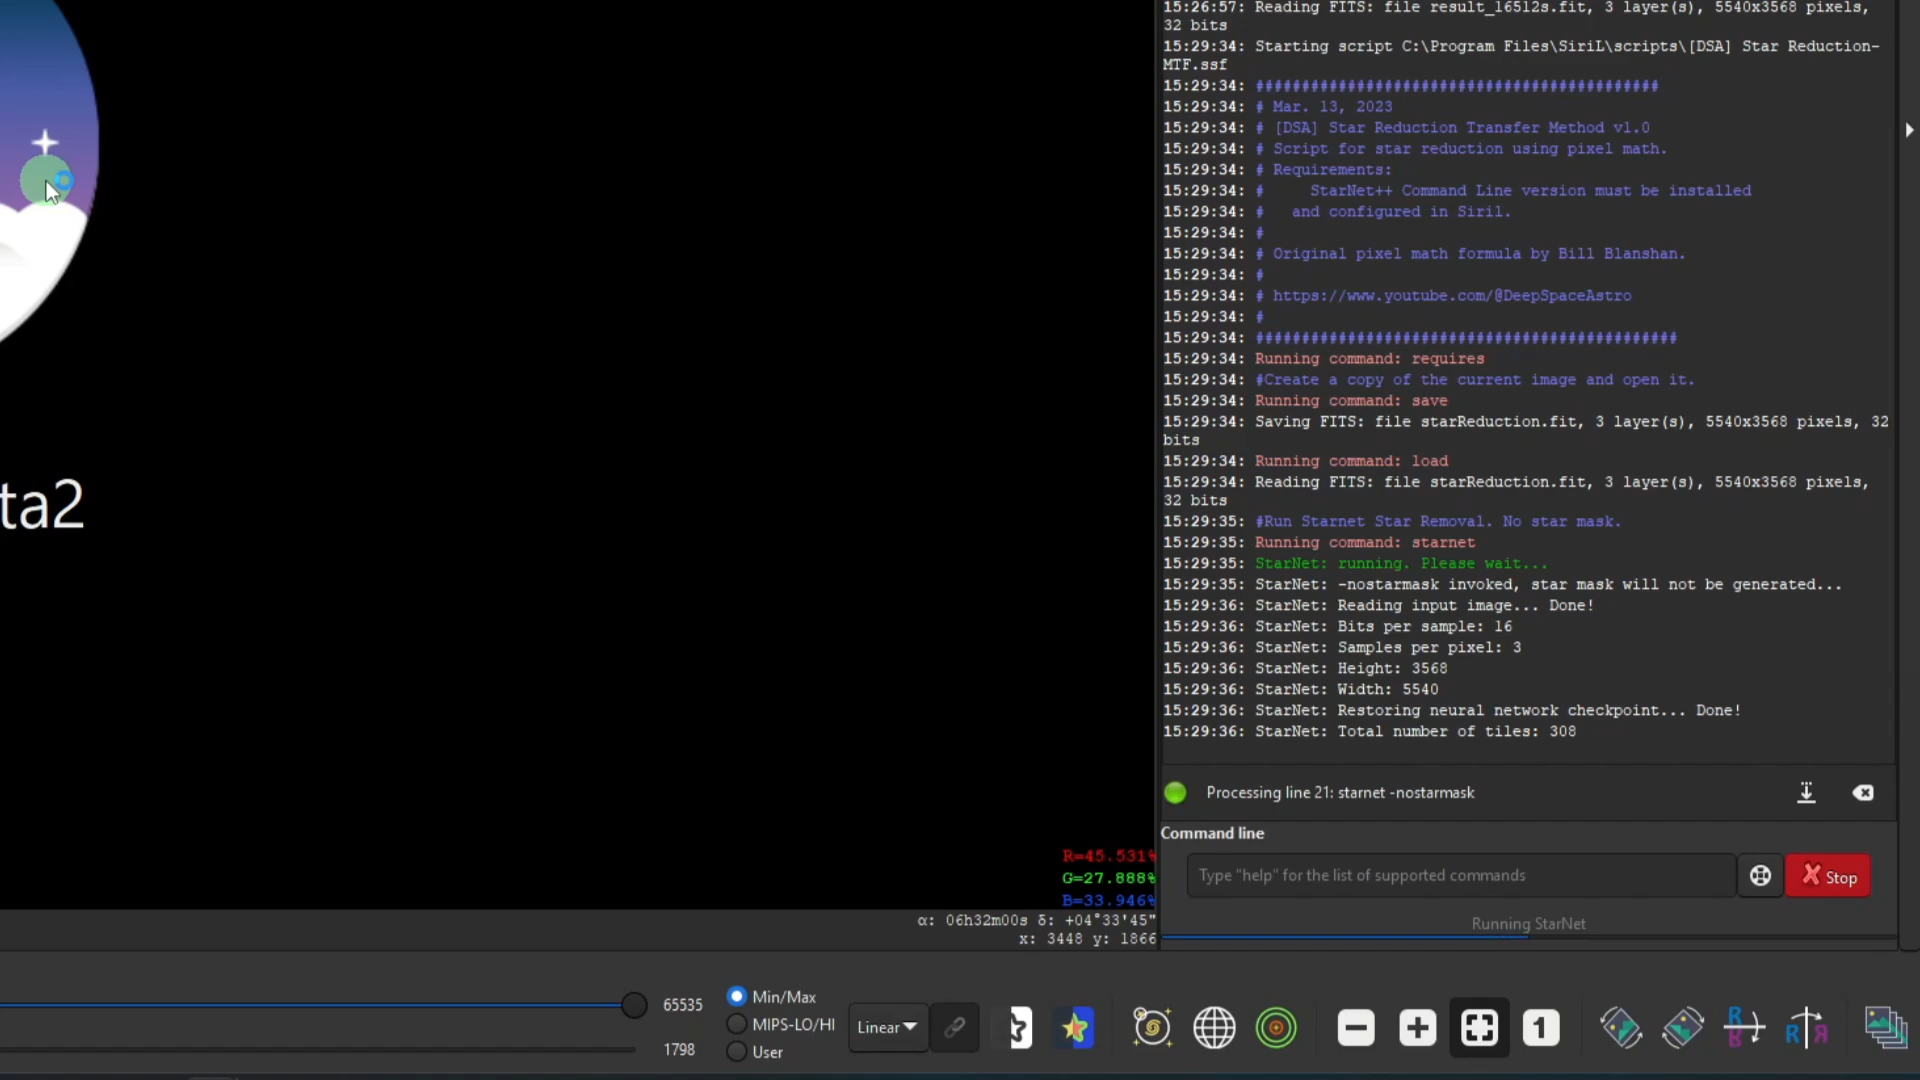 15:26:57: Reading FITS: file result_16512s.fit, 3 layer(s), 5540x3568 pixels,
32 bits
15:29:34: Starting script C:\Program Files\SiriL\scripts\[DSA] Star Reduction-
MTF.ssf
15:29:34: ############################################
15:29:34: # Mar. 13, 2023
15:29:34: # [DSA] Star Reduction Transfer Method v1.0
15:29:34: # Script for star reduction using pixel math.
15:29:34: # Requirements:
15:29:34: #     StarNet++ Command Line version must be installed
15:29:34: #   and configured in Siril.
15:29:34: #
15:29:34: # Original pixel math formula by Bill Blanshan.
15:29:34: #
15:29:34: # https://www.youtube.com/@DeepSpaceAstro
15:29:34: #
15:29:34: ##############################################
15:29:34: Running command: requires
15:29:34: #Create a copy of the current image and open it.
15:29:34: Running command: save
15:29:34: Saving FITS: file starReduction.fit, 3 layer(s), 5540x3568 pixels, 32
bits
15:29:34: Running command: load
15:29:34: Reading FITS: file starReduction.fit, 3 layer(s), 5540x3568 pixels,
32 bits
15:29:35: #Run Starnet Star Removal. No star mask.
15:29:35: Running command: starnet
15:29:35: StarNet: running. Please wait...
15:29:35: StarNet: -nostarmask invoked, star mask will not be generated...
15:29:36: StarNet: Reading input image... Done!
15:29:36: StarNet: Bits per sample: 16
15:29:36: StarNet: Samples per pixel: 3
15:29:36: StarNet: Height: 3568
15:29:36: StarNet: Width: 5540
15:29:36: StarNet: Restoring neural network checkpoint... Done!
15:29:36: StarNet: Total number of tiles: 308
ta2
Processing line 21: starnet -nostarmask
Command line
Type "help" for the list of supported commands
Stop
Running StarNet
R=45.531%
G=27.888%
B=33.946%
α: 06h32m00s δ: +04°33'45"
x: 3448 y: 1866
65535
1798
Min/Max
MIPS-LO/HI
User
Linear
1
R
R
R R